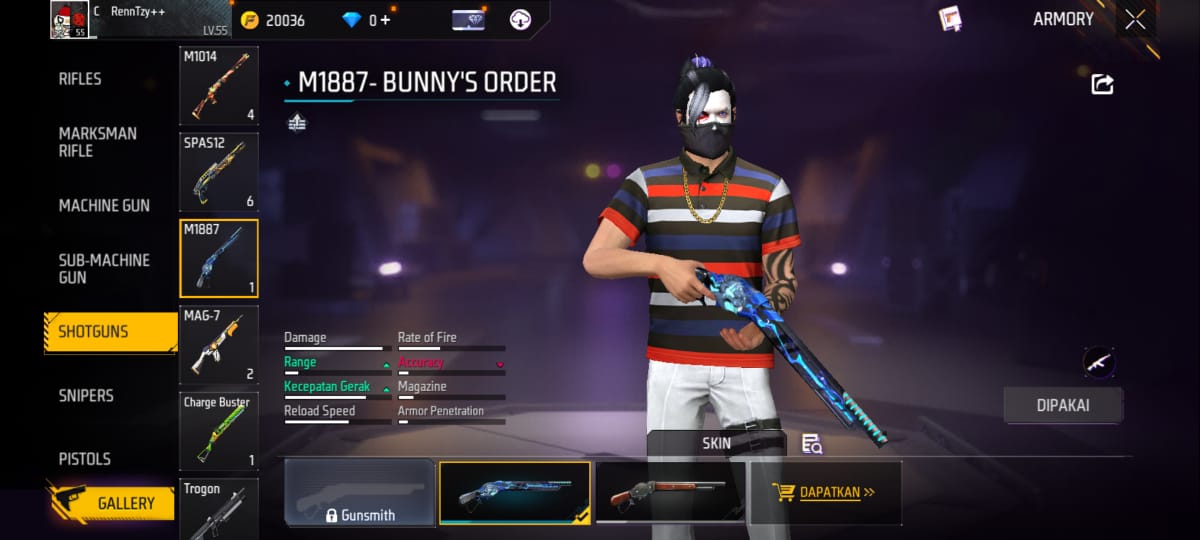 C RennTzy++
55
LV.55
20036
0 +
ARMORY
RIFLES
MARKSMAN
RIFLE
MACHINE GUN
SUB-MACHINE
GUN
SHOTGUNS
SNIPERS
PISTOLS
GALLERY
M1014
4
SPAS12
6
M1887
1
MAG-7
2
Charge Buster
1
Trogon
M1887- BUNNY'S ORDER
Damage
Rate of Fire
Range
Accuracy
Kecepatan Gerak
Magazine
Reload Speed
Armor Penetration
DIPAKAI
SKIN
Gunsmith
DAPATKAN >>